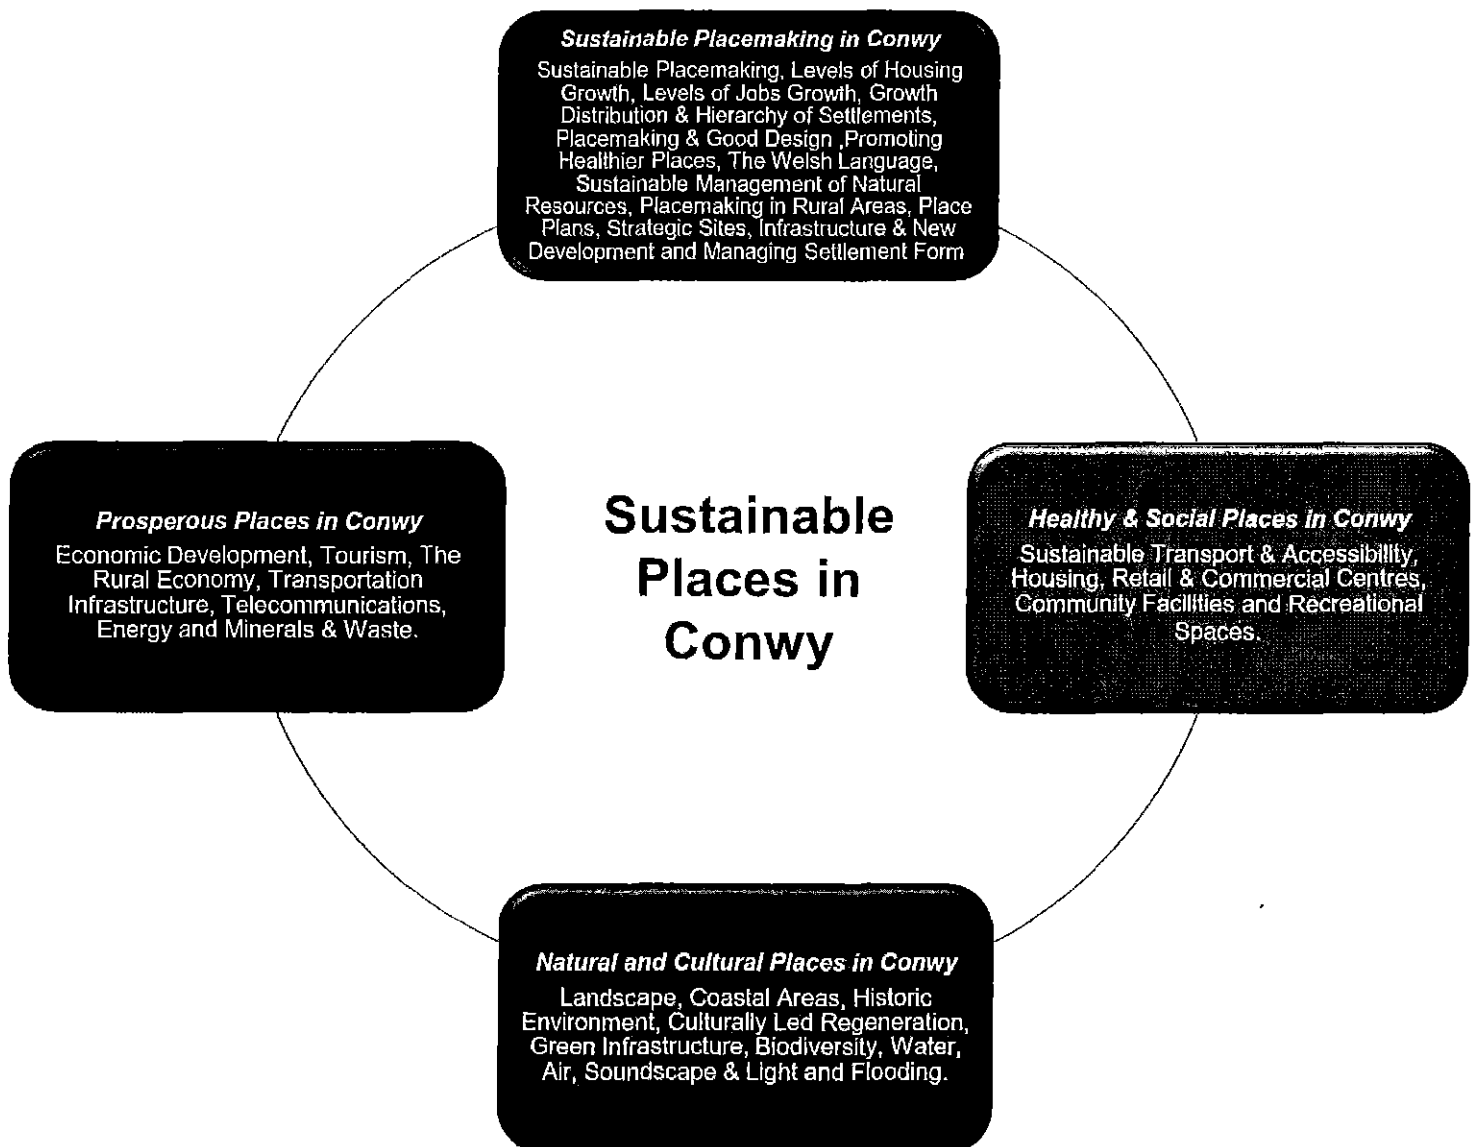 Sustainable Placemaking in Conwy
Sustainable Placemaking, Levels of Housing
Growth, Levels of Jobs Growth, Growth
Distribution & Hierarchy of Settlements,
Placemaking & Good Design ,Promoting
Healthier Places, The Welsh Language,
Sustainable Management of Natural
Resources, Placemaking in Rural Areas, Place
Plans, Strategic Sites, Infrastructure & New
Development and Managing Settlement Form
Prosperous Places in Conwy
Economic Development, Tourism, The
Rural Economy, Transportation
Infrastructure, Telecommunications,
Energy and Minerals & Waste.
Sustainable
Places in
Conwy
Healthy & Social Places in Conwy
Sustainable Transport & Accessibility,
Housing, Retail & Commercial Centres,
Community Facilities and Recreational
Spaces.
Natural and Cultural Places in Conwy
Landscape, Coastal Areas, Historic
Environment, Culturally Led Regeneration,
Green Infrastructure, Biodiversity, Water,
Air, Soundscape & Light and Flooding.